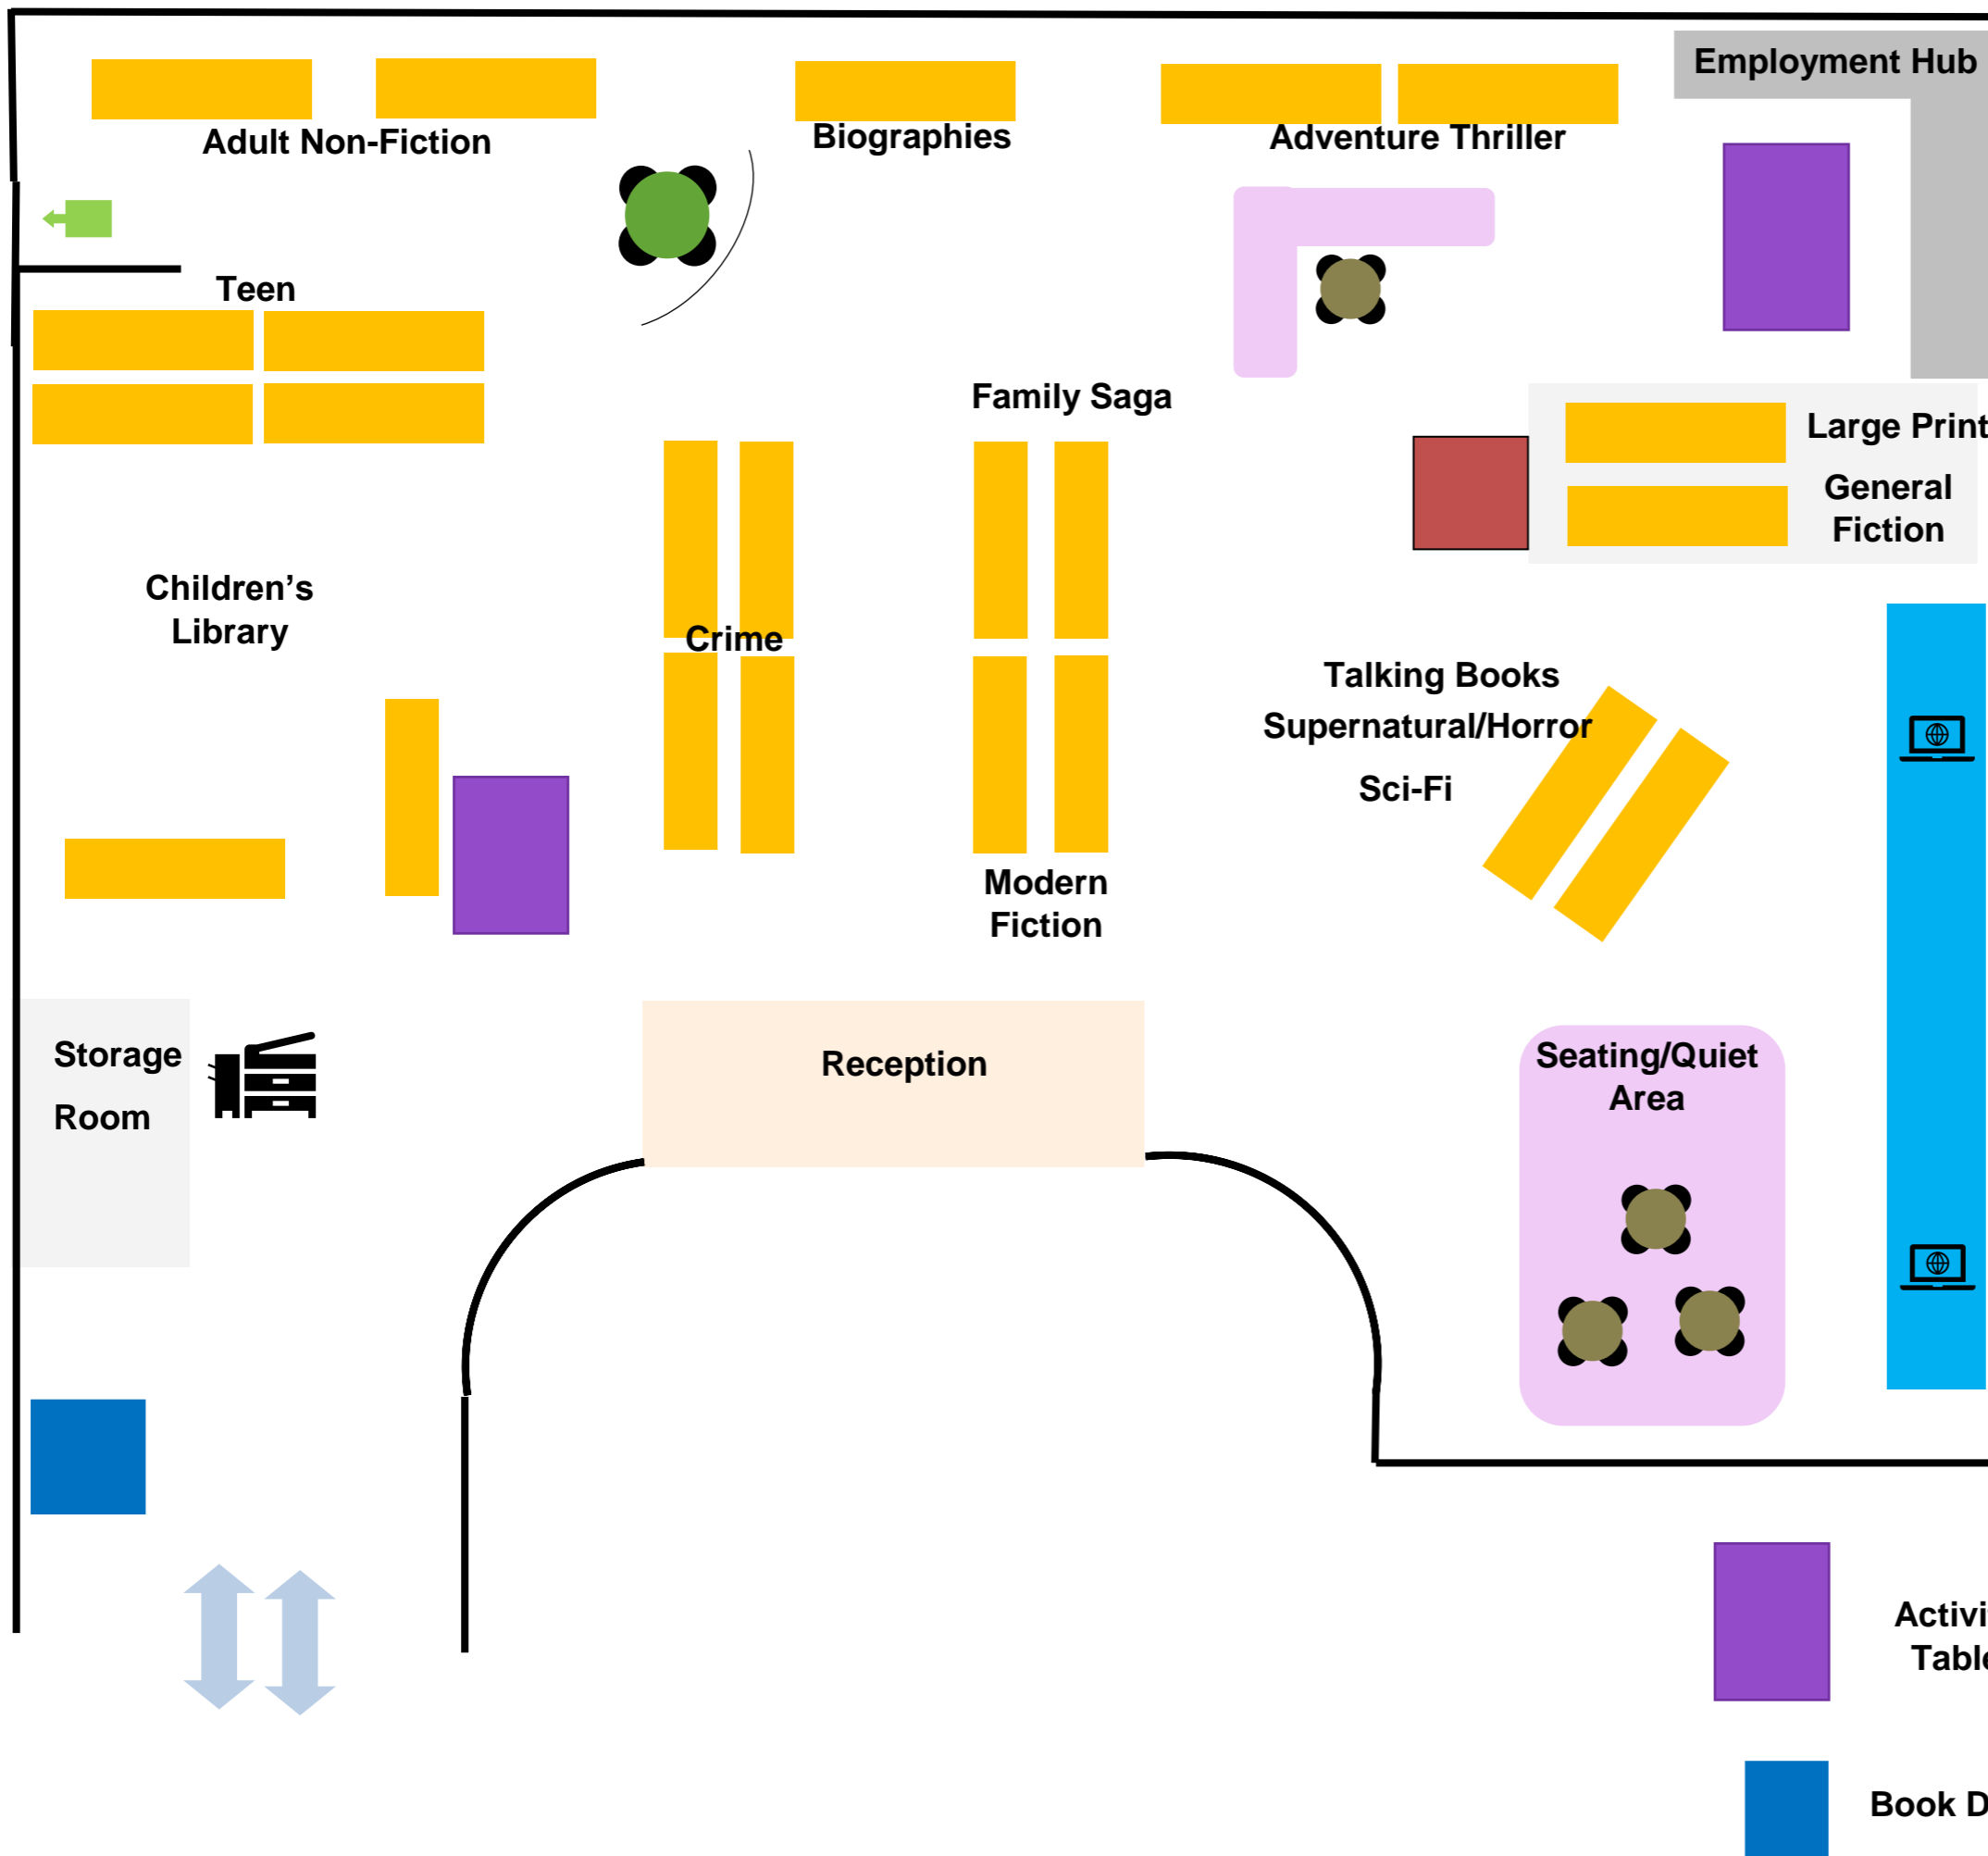 Employment Hub
Adult Non-Fiction
Biographies
Adventure Thriller
Teen
Family Saga
Large Print
General
Fiction
Children’s
Library
Crime
Talking Books
Supernatural/Horror
Sci-Fi
Modern
Fiction
Storage
Room
Reception
Seating/Quiet
Area
Book